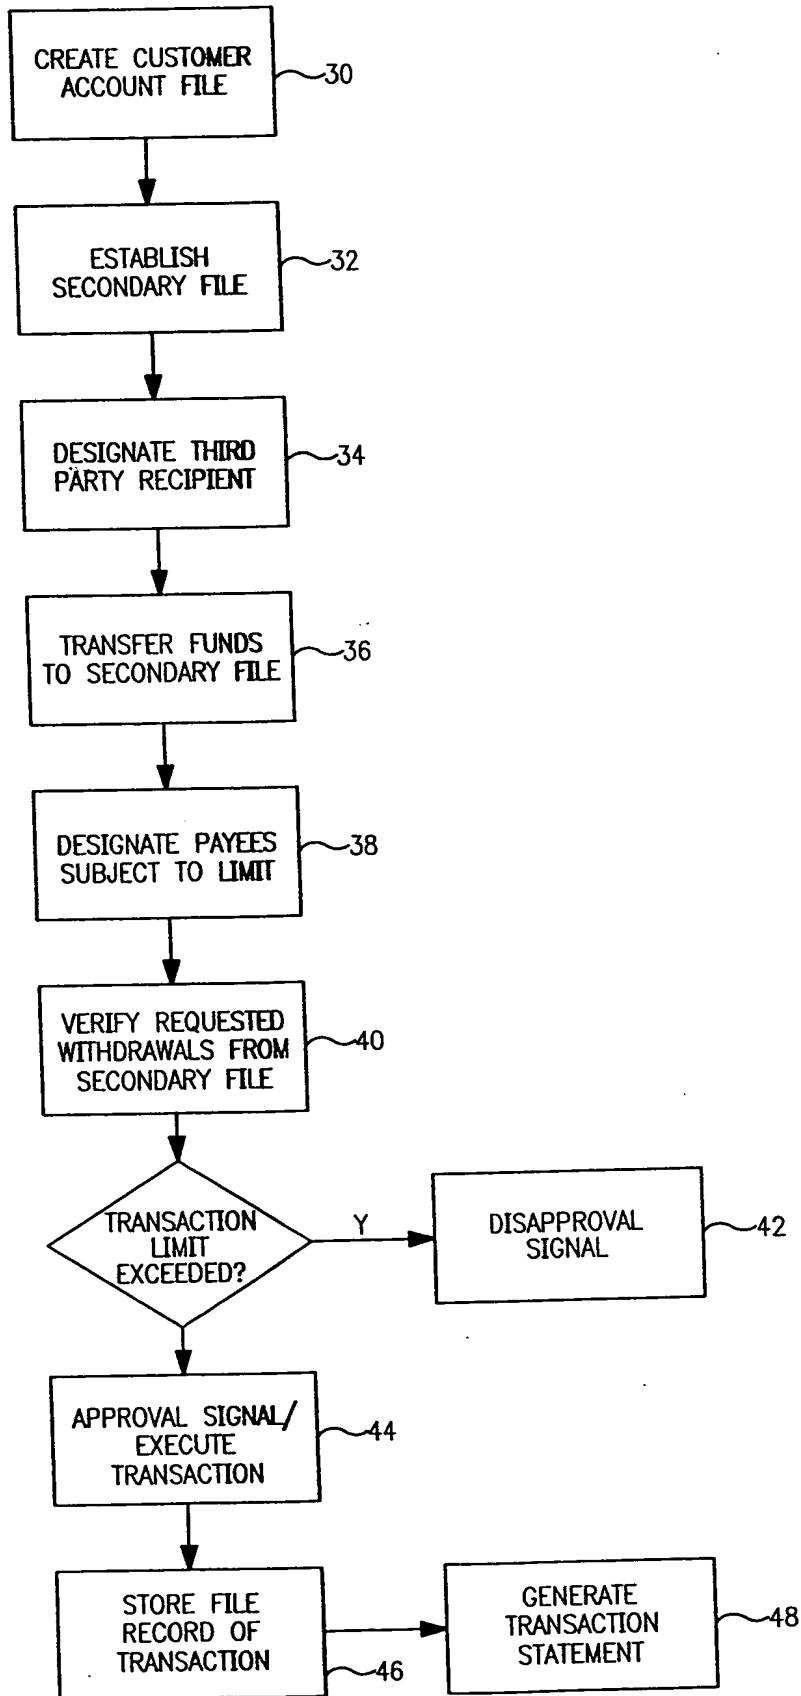 CREATE CUSTOMER
ACCOUNT FILE
30
ESTABLISH
SECONDARY FILE
32
DESIGNATE THIRD
PARTY RECIPIENT
34
TRANSFER FUNDS
TO SECONDARY FILE
36
DESIGNATE PAYEES
SUBJECT TO LIMIT
38
VERIFY REQUESTED
WITHDRAWALS FROM
SECONDARY FILE
40
TRANSACTION
LIMIT
EXCEEDED?
Y
DISAPPROVAL
SIGNAL
42
APPROVAL SIGNAL/
EXECUTE
TRANSACTION
44
STORE FILE
RECORD OF
TRANSACTION
46
GENERATE
TRANSACTION
STATEMENT
48